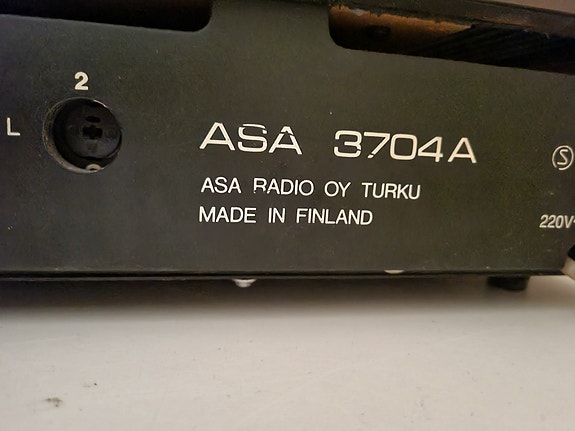 2
L
ASA 3704A
S
ASA RADIO OY TURKU
MADE IN FINLAND
220V~